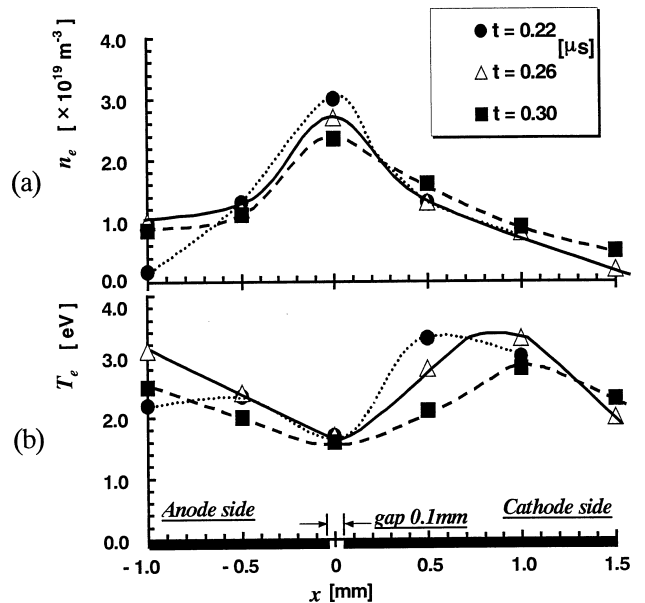 (a)
n_e [ × 10^19 m^-3 ]
4.0
3.0
2.0
1.0
0.0
● t = 0.22
[μs]
△ t = 0.26
■ t = 0.30
(b)
T_e [ eV ]
4.0
3.0
2.0
1.0
0.0
Anode side
gap 0.1mm
Cathode side
- 1.0 - 0.5 0 0.5 1.0 1.5
x [mm]